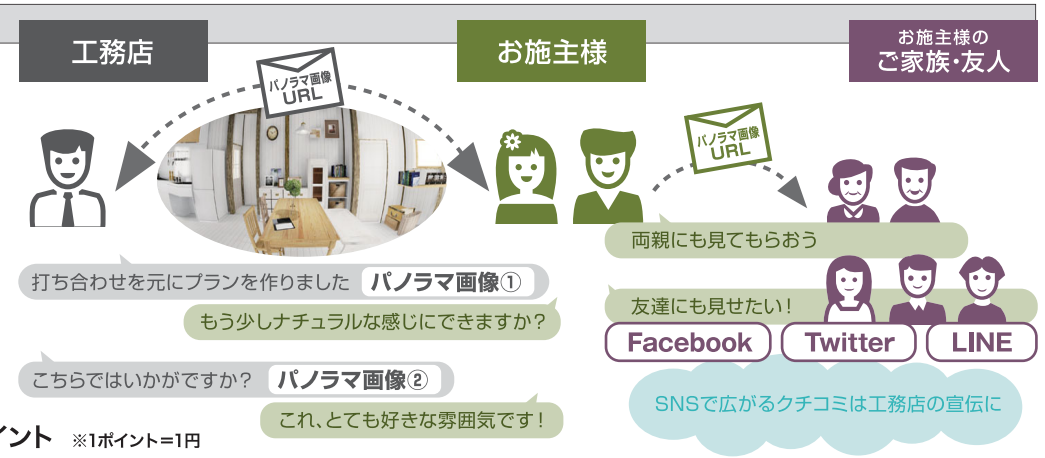 工務店
お施主様
お施主様の
ご家族・友人
パノラマ画像
URL
パノラマ画像
URL
両親にも見てもらおう
打ち合わせを元にプランを作りました パノラマ画像①
友達にも見せたい！
もう少しナチュラルな感じにできますか？
Facebook Twitter LINE
こちらではいかがですか？ パノラマ画像②
SNSで広がるクチコミは工務店の宣伝に
これ、とても好きな雰囲気です！
イント ※1ポイント＝1円